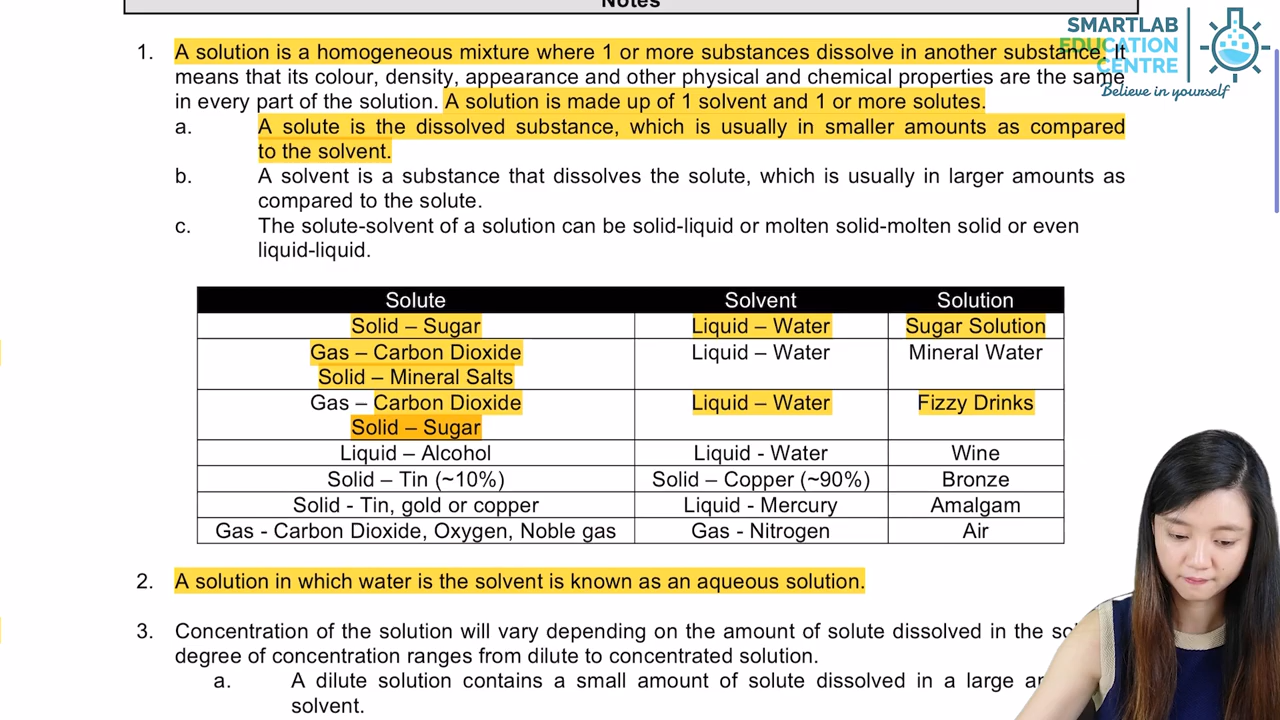 Notes
SMARTLAB
EDUCATION
CENTRE
Believe in yourself
1. A solution is a homogeneous mixture where 1 or more substances dissolve in another substance. It
means that its colour, density, appearance and other physical and chemical properties are the same
in every part of the solution. A solution is made up of 1 solvent and 1 or more solutes.
a. A solute is the dissolved substance, which is usually in smaller amounts as compared
to the solvent.
b. A solvent is a substance that dissolves the solute, which is usually in larger amounts as
compared to the solute.
c. The solute-solvent of a solution can be solid-liquid or molten solid-molten solid or even
liquid-liquid.
Solute Solvent Solution
Solid – Sugar Liquid – Water Sugar Solution
Gas – Carbon Dioxide Liquid – Water Mineral Water
Solid – Mineral Salts
Gas – Carbon Dioxide Liquid – Water Fizzy Drinks
Solid – Sugar
Liquid – Alcohol Liquid - Water Wine
Solid – Tin (~10%) Solid – Copper (~90%) Bronze
Solid - Tin, gold or copper Liquid - Mercury Amalgam
Gas - Carbon Dioxide, Oxygen, Noble gas Gas - Nitrogen Air
2. A solution in which water is the solvent is known as an aqueous solution.
3. Concentration of the solution will vary depending on the amount of solute dissolved in the
degree of concentration ranges from dilute to concentrated solution.
a. A dilute solution contains a small amount of solute dissolved in a large
solvent.